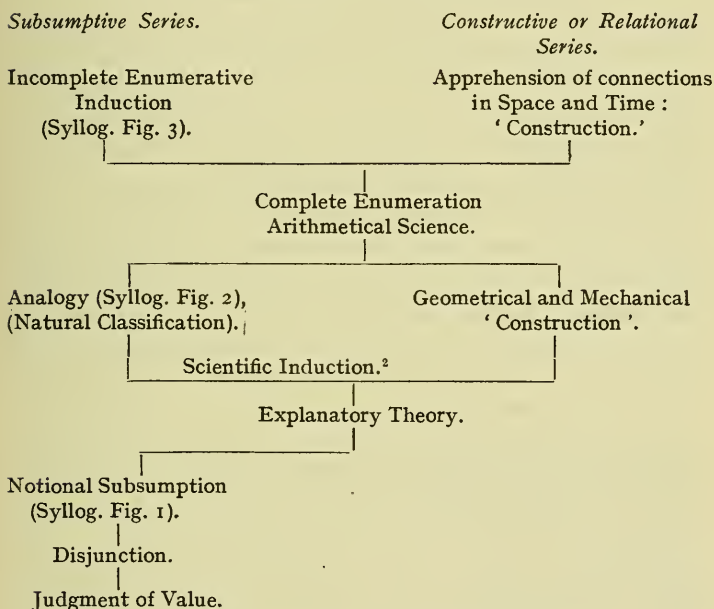 Subsumptive Series.
Constructive or Relational
Series.
Incomplete Enumerative
Induction
(Syllog. Fig. 3).
Apprehension of connections
in Space and Time :
‘ Construction.’
Complete Enumeration
Arithmetical Science.
Analogy (Syllog. Fig. 2),
(Natural Classification).
Geometrical and Mechanical
‘ Construction ’.
Scientific Induction.²
Explanatory Theory.
Notional Subsumption
(Syllog. Fig. 1).
Disjunction.
Judgment of Value.